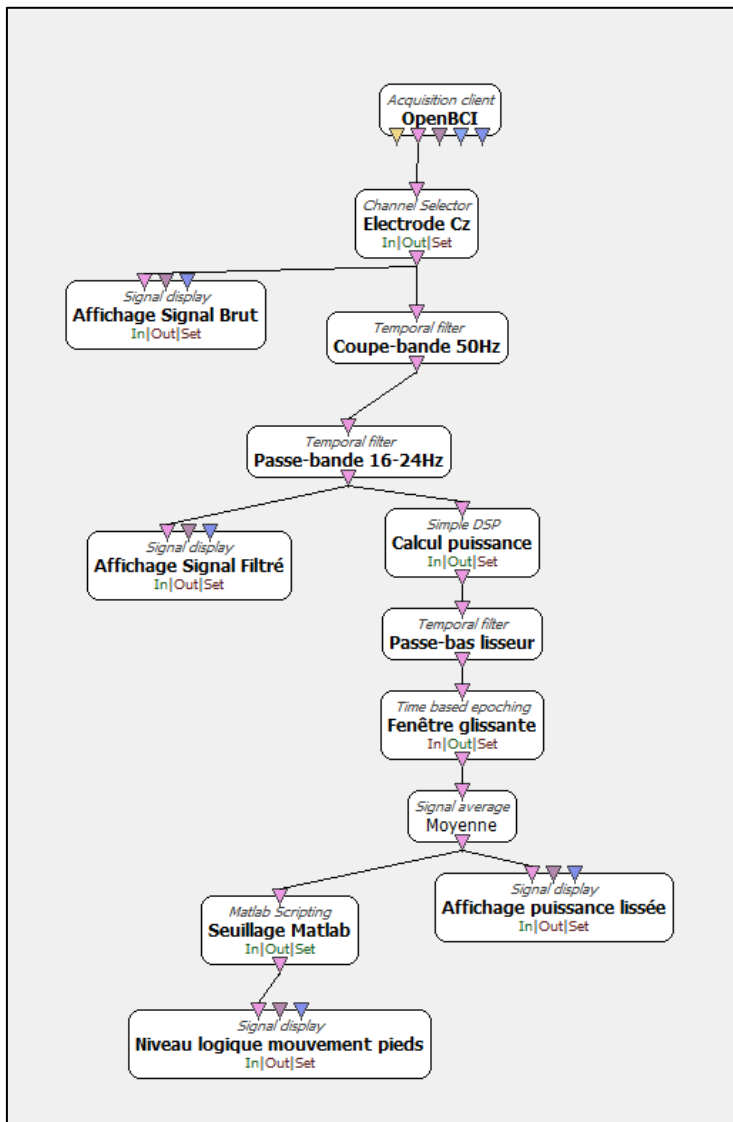 Acquisition client
OpenBCI
Channel Selector
Electrode Cz
In|Out|Set
Signal display
Affichage Signal Brut
In|Out|Set
Temporal filter
Coupe-bande 50Hz
Temporal filter
Passe-bande 16-24Hz
Signal display
Affichage Signal Filtré
In|Out|Set
Simple DSP
Calcul puissance
In|Out|Set
Temporal filter
Passe-bas lisseur
Time based epoching
Fenêtre glissante
In|Out|Set
Signal average
Moyenne
Matlab Scripting
Seuillage Matlab
In|Out|Set
Signal display
Affichage puissance lissée
In|Out|Set
Signal display
Niveau logique mouvement pieds
In|Out|Set